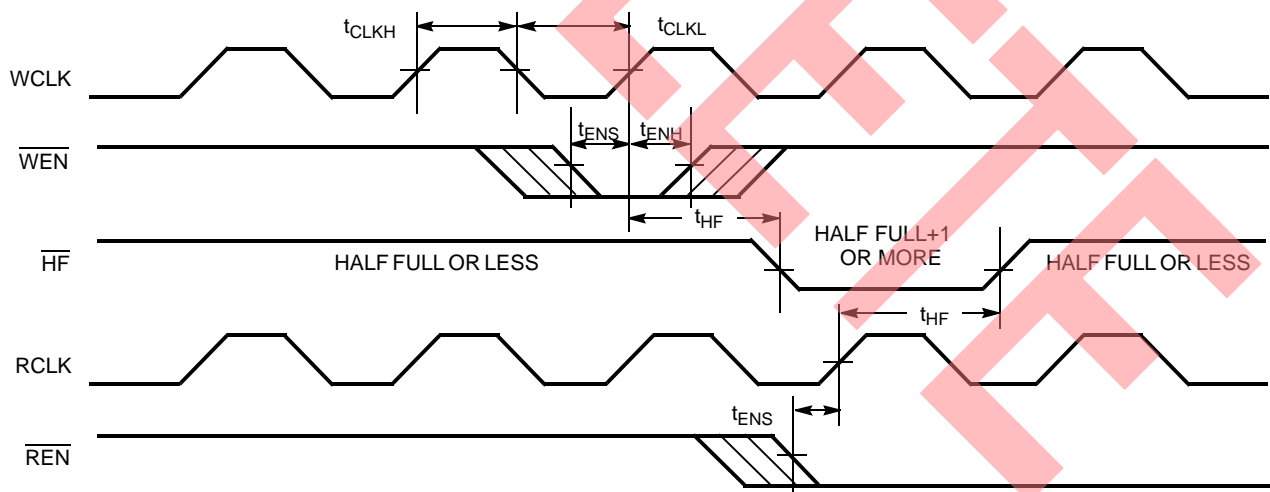 tCLKH
tCLKL
WCLK
tENS
tENH
WEN
tHF
HF
HALF FULL OR LESS
HALF FULL+1
OR MORE
HALF FULL OR LESS
tHF
RCLK
tENS
REN